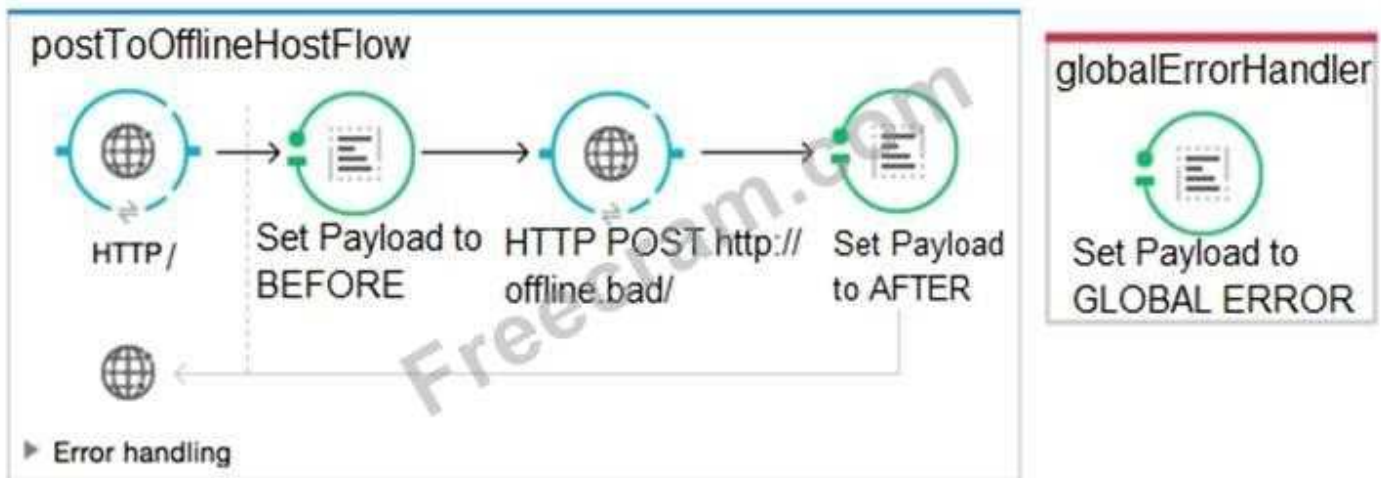 postToOfflineHostFlow
HTTP/
Set Payload to
BEFORE
HTTP POST http://
offline.bad/
Set Payload
to AFTER
Error handling
globalErrorHandler
Set Payload to
GLOBAL ERROR
Freecram.com